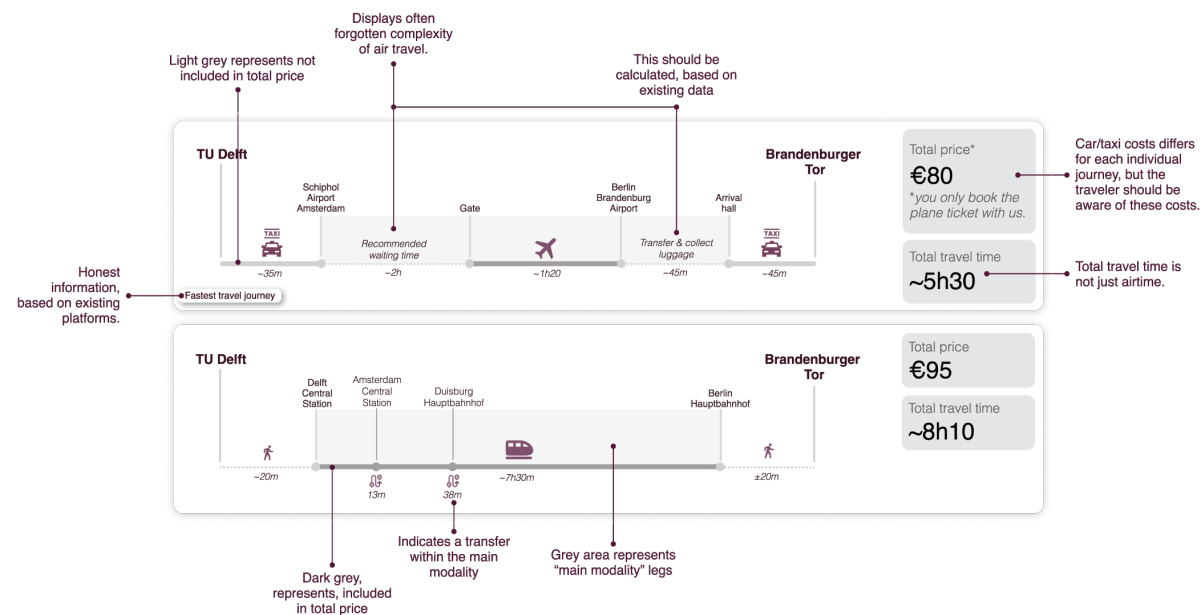 Displays often
forgotten complexity
of air travel.
Light grey represents not
included in total price
This should be
calculated, based on
existing data
TU Delft
Brandenburger
Tor
Schiphol
Airport
Amsterdam
Gate
Berlin
Brandenburg
Airport
Arrival
hall
TAXI
Recommended
waiting time
Transfer & collect
luggage
TAXI
~35m
~2h
~1h20
~45m
~45m
Fastest travel journey
Total price*
€80
*you only book the
plane ticket with us.
Total travel time
~5h30
Car/taxi costs differs
for each individual
journey, but the
traveler should be
aware of these costs.
Total travel time is
not just airtime.
Honest
information,
based on existing
platforms.
TU Delft
Brandenburger
Tor
Delft
Central
Station
Amsterdam
Central
Station
Duisburg
Hauptbahnhof
Berlin
Hauptbahnhof
~20m
13m
38m
~7h30m
±20m
Total price
€95
Total travel time
~8h10
Dark grey,
represents, included
in total price
Indicates a transfer
within the main
modality
Grey area represents
“main modality” legs